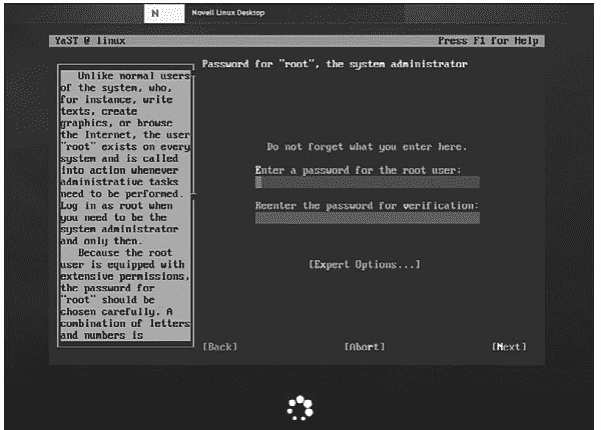 N Novell Linux Desktop
YaST @ linux Press F1 for Help
Password for "root", the system administrator
Unlike normal users
of the system, who,
for instance, write
texts, create
graphics, or browse
the Internet, the user
"root" exists on every
system and is called
into action whenever
administrative tasks
need to be performed.
Log in as root when
you need to be the
system administrator
and only then.
Because the root
user is equipped with
extensive permissions,
the password for
"root" should be
chosen carefully. A
combination of letters
and numbers is
Do not forget what you enter here.
Enter a password for the root user:
Reenter the password for verification:
[Expert Options...]
[Back] [Abort] [Next]